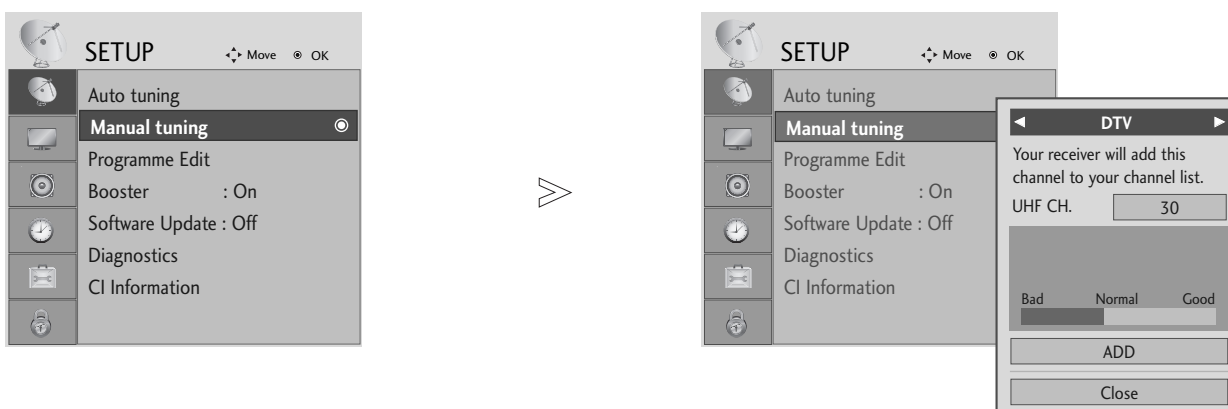 SETUP
Move OK
Auto tuning
Manual tuning
Programme Edit
Booster : On
Software Update : Off
Diagnostics
CI Information
SETUP
Move OK
Auto tuning
Manual tuning
Programme Edit
Booster : On
Software Update : Off
Diagnostics
CI Information
DTV
Your receiver will add this
channel to your channel list.
UHF CH. 30
Bad Normal Good
ADD
Close